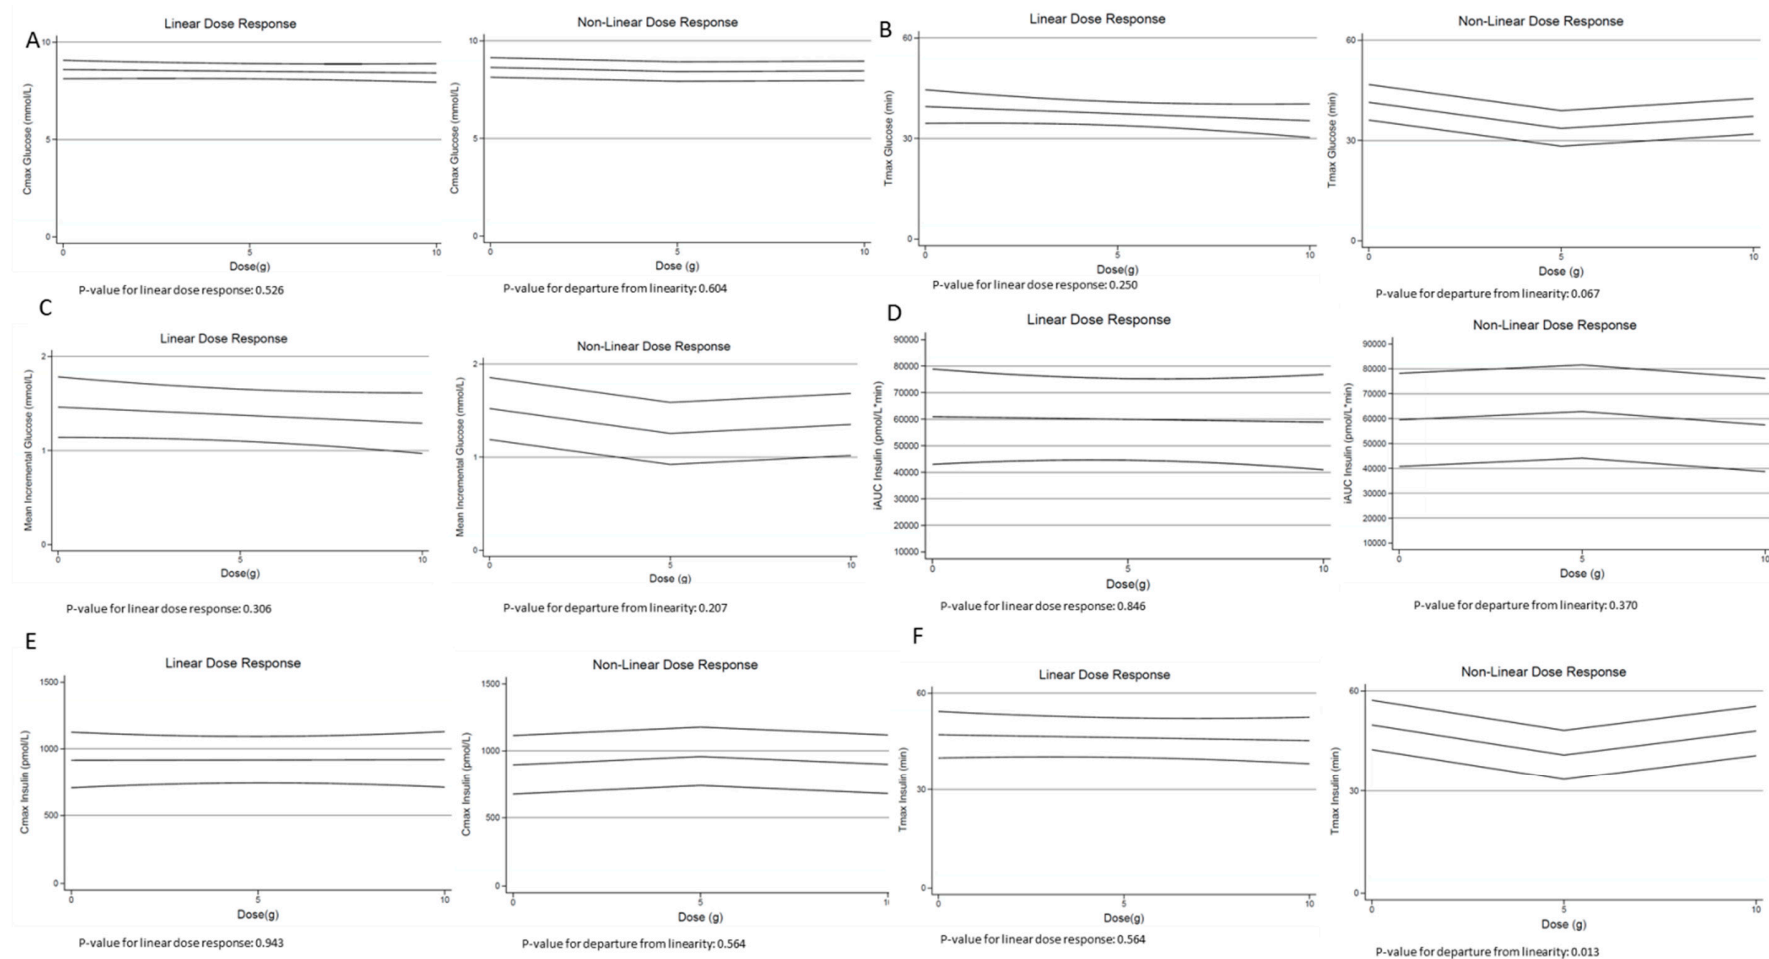 A
Linear Dose Response
Cmax Glucose (mmol/L)
10
5
0
0 5 10
Dose(g)
P-value for linear dose response: 0.526
Non-Linear Dose Response
Cmax Glucose (mmol/L)
10
5
0
0 5 10
Dose (g)
P-value for departure from linearity: 0.604
B
Linear Dose Response
Tmax Glucose (min)
60
30
0
0 5 10
Dose(g)
P-value for linear dose response: 0.250
Non-Linear Dose Response
Tmax Glucose (min)
60
30
0
0 5 10
Dose (g)
P-value for departure from linearity: 0.067
C
Linear Dose Response
Mean Incremental Glucose (mmol/L)
2
1
0
0 5 10
Dose(g)
P-value for linear dose response: 0.306
Non-Linear Dose Response
Mean Incremental Glucose (mmol/L)
2
1
0
0 5 10
Dose (g)
P-value for departure from linearity: 0.207
D
Linear Dose Response
iAUC Insulin (pmol/L*min)
90000
80000
70000
60000
50000
40000
30000
20000
10000
0 5 10
Dose(g)
P-value for linear dose response: 0.846
Non-Linear Dose Response
iAUC Insulin (pmol/L*min)
90000
80000
70000
60000
50000
40000
30000
20000
10000
0 5 10
Dose (g)
P-value for departure from linearity: 0.370
E
Linear Dose Response
Cmax Insulin (pmol/L)
1500
1000
500
0
0 5 10
Dose(g)
P-value for linear dose response: 0.943
Non-Linear Dose Response
Cmax Insulin (pmol/L)
1500
1000
500
0
0 5 1
Dose (g)
P-value for departure from linearity: 0.564
F
Linear Dose Response
Tmax Insulin (min)
60
30
0
0 5 10
Dose(g)
P-value for linear dose response: 0.564
Non-Linear Dose Response
Tmax Insulin (min)
60
30
0
0 5 10
Dose (g)
P-value for departure from linearity: 0.013